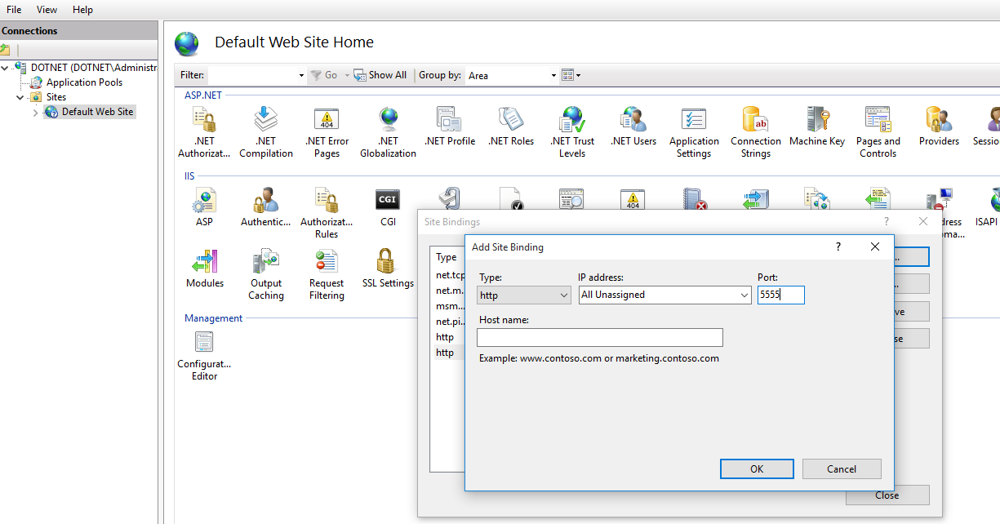 File View Help
Connections
Default Web Site Home
DOTNET (DOTNET\Administr
Application Pools
Sites
Default Web Site
Filter: Go Show All Group by: Area
ASP.NET
.NET Authorizat...
.NET Compilation
.NET Error Pages
.NET Globalization
.NET Profile
.NET Roles
.NET Trust Levels
.NET Users
Application Settings
Connection Strings
Machine Key
Pages and Controls
Providers
Sessio
IIS
ASP
Authentic...
Authorizat... Rules
CGI
ISAPI
Modules
Output Caching
Request Filtering
SSL Settings
Management
Configurat... Editor
Site Bindings
Type
net.tcp
net.m...
msm...
net.pi...
http
http
Close
Add Site Binding
Type: IP address: Port:
http All Unassigned 5555
Host name:
Example: www.contoso.com or marketing.contoso.com
OK Cancel